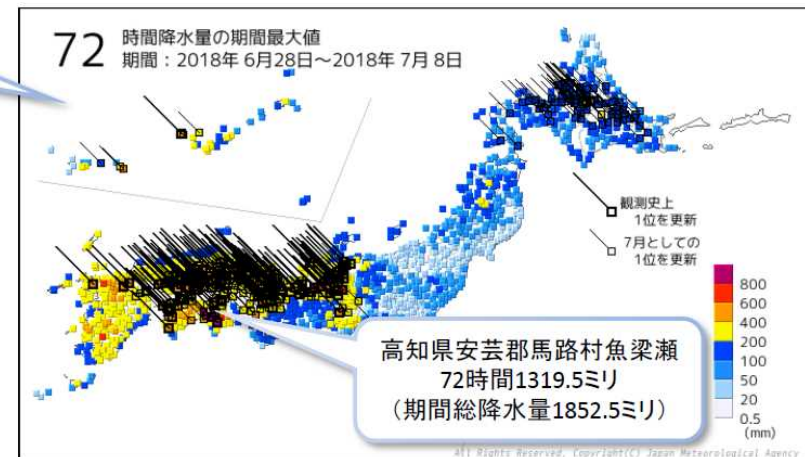 72
時間降水量の期間最大値
期間：2018年 6月28日～2018年 7月 8日
観測史上
1位を更新
7月としての
1位を更新
800
600
400
200
100
50
20
0.5
(mm)
高知県安芸郡馬路村魚梁瀬
72時間1319.5ミリ
（期間総降水量1852.5ミリ）
All Rights Reserved, Copyright(C) Japan Meteorological Agency